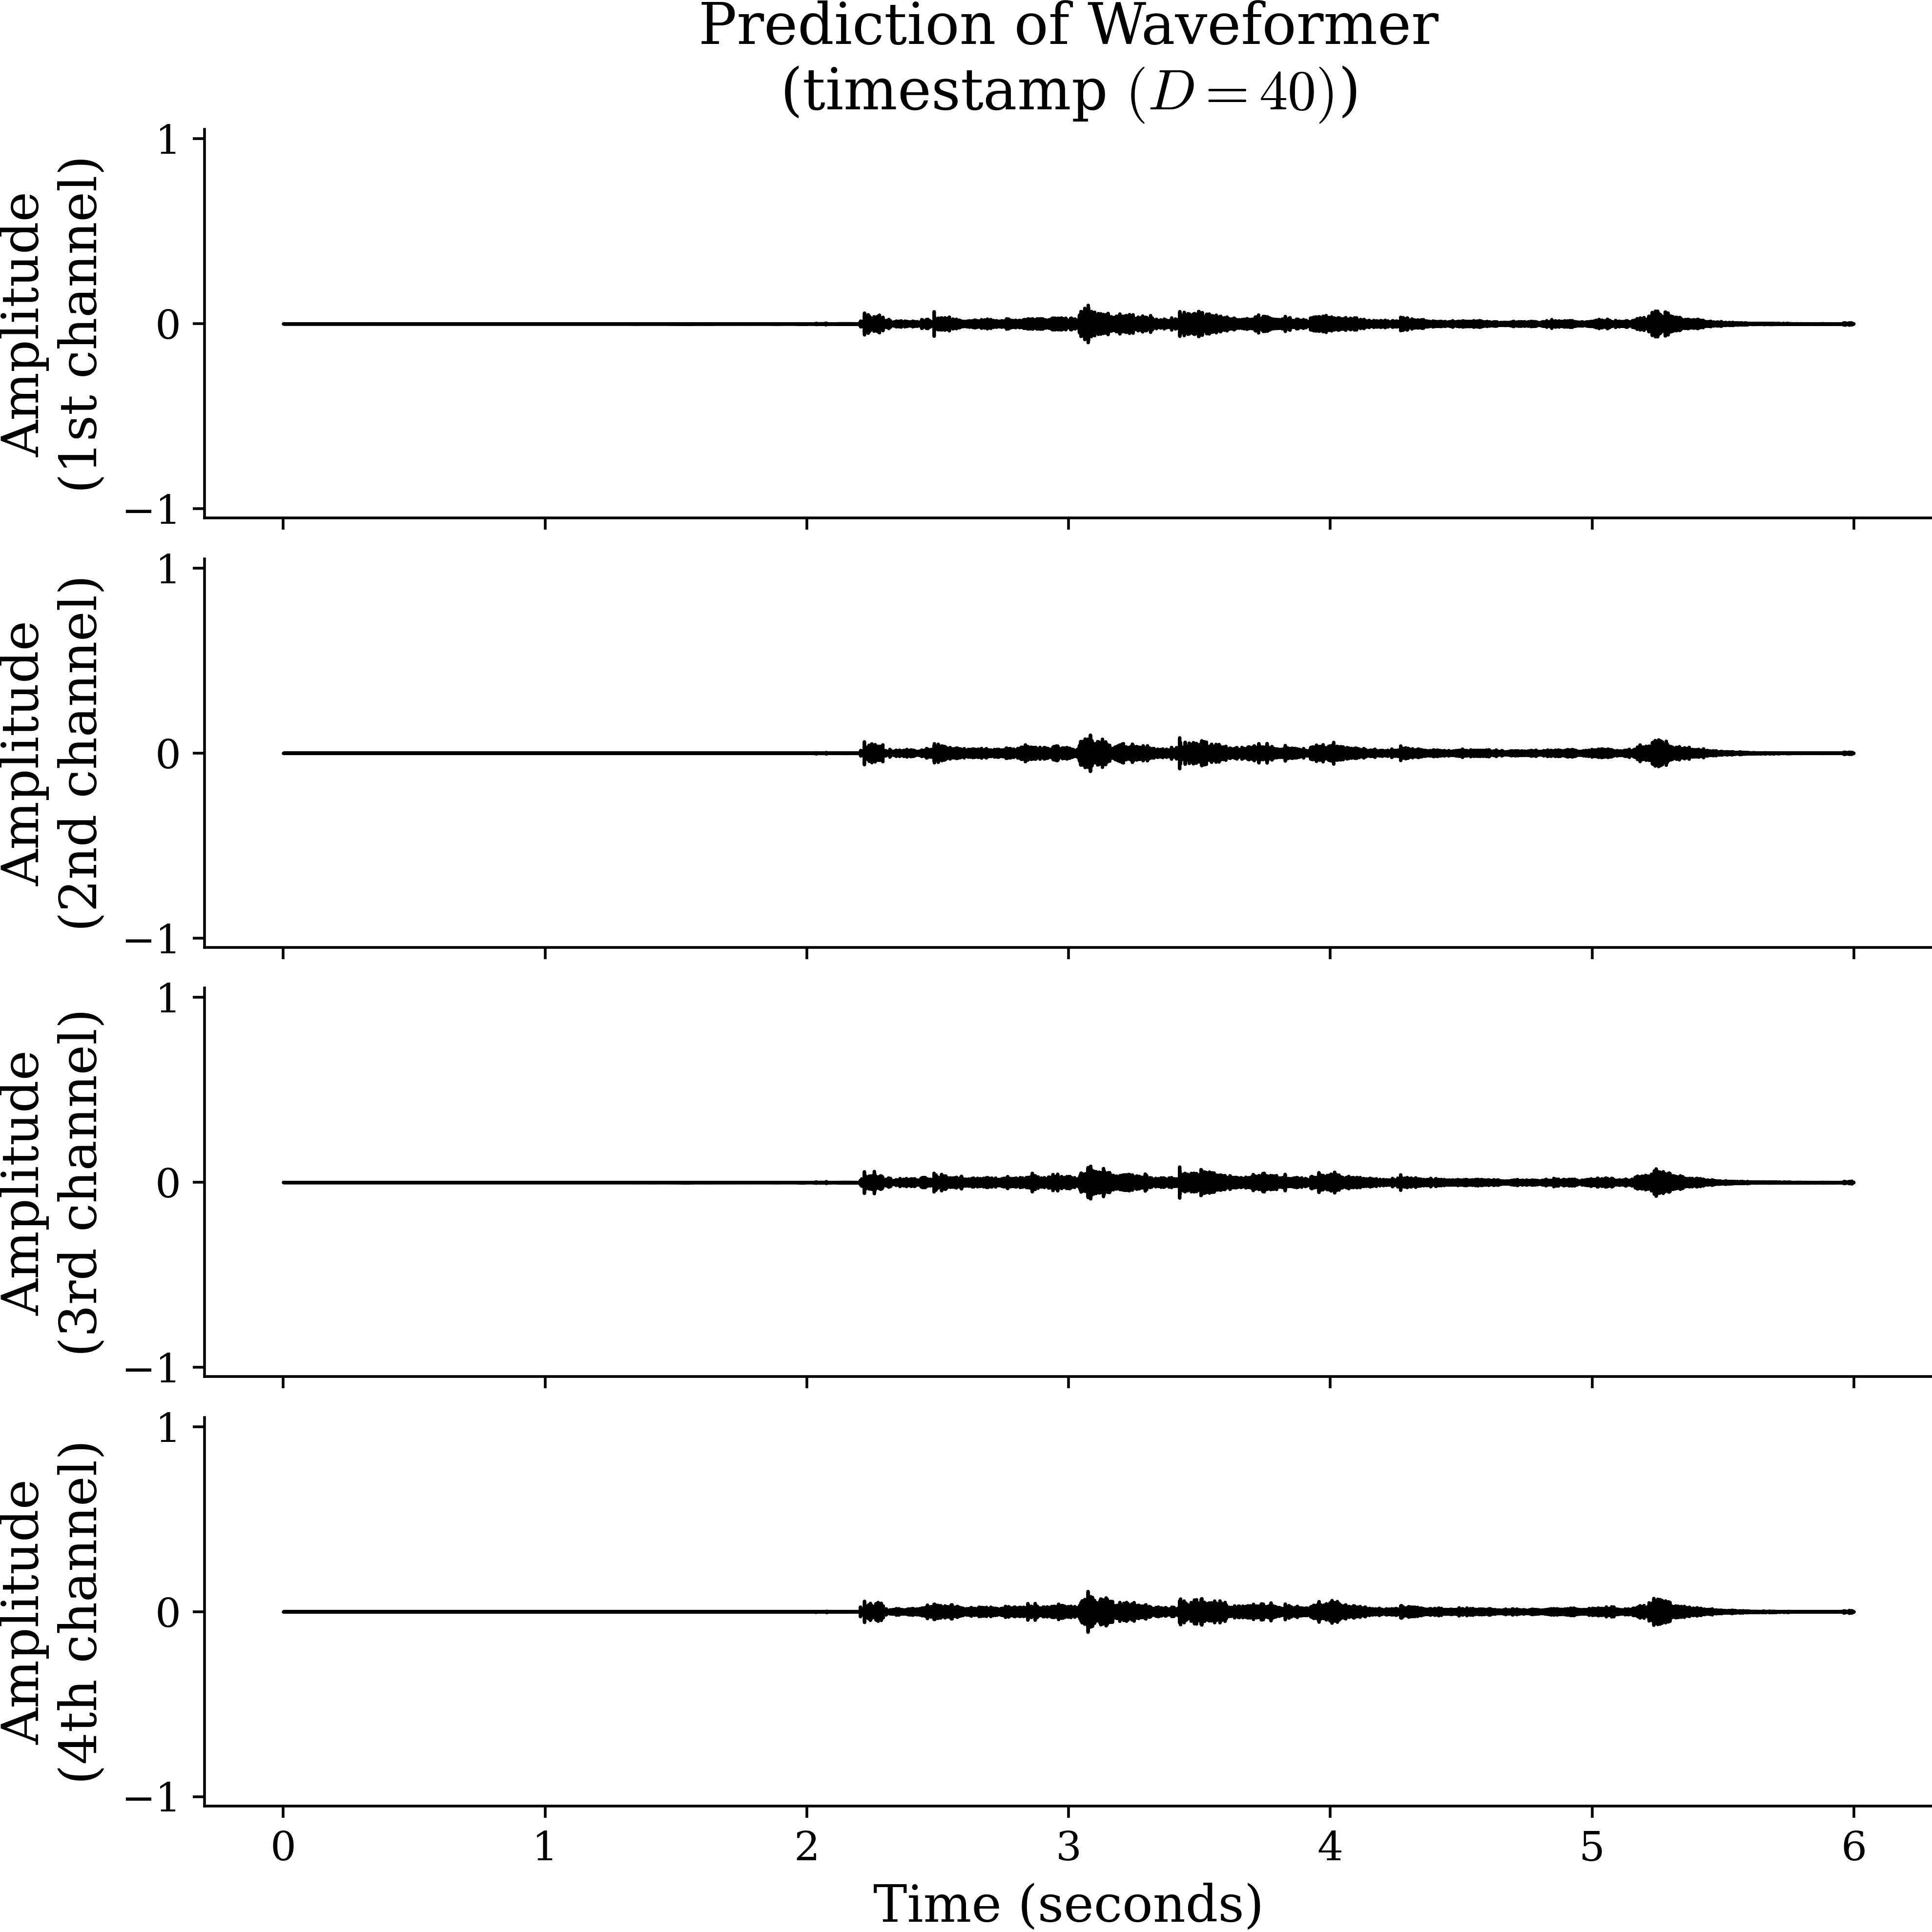 Prediction of Waveformer
(timestamp (D = 40))
Amplitude
(1st channel)
1
0
−1
Amplitude
(2nd channel)
1
0
−1
Amplitude
(3rd channel)
1
0
−1
Amplitude
(4th channel)
1
0
−1
0 1 2 3 4 5 6
Time (seconds)